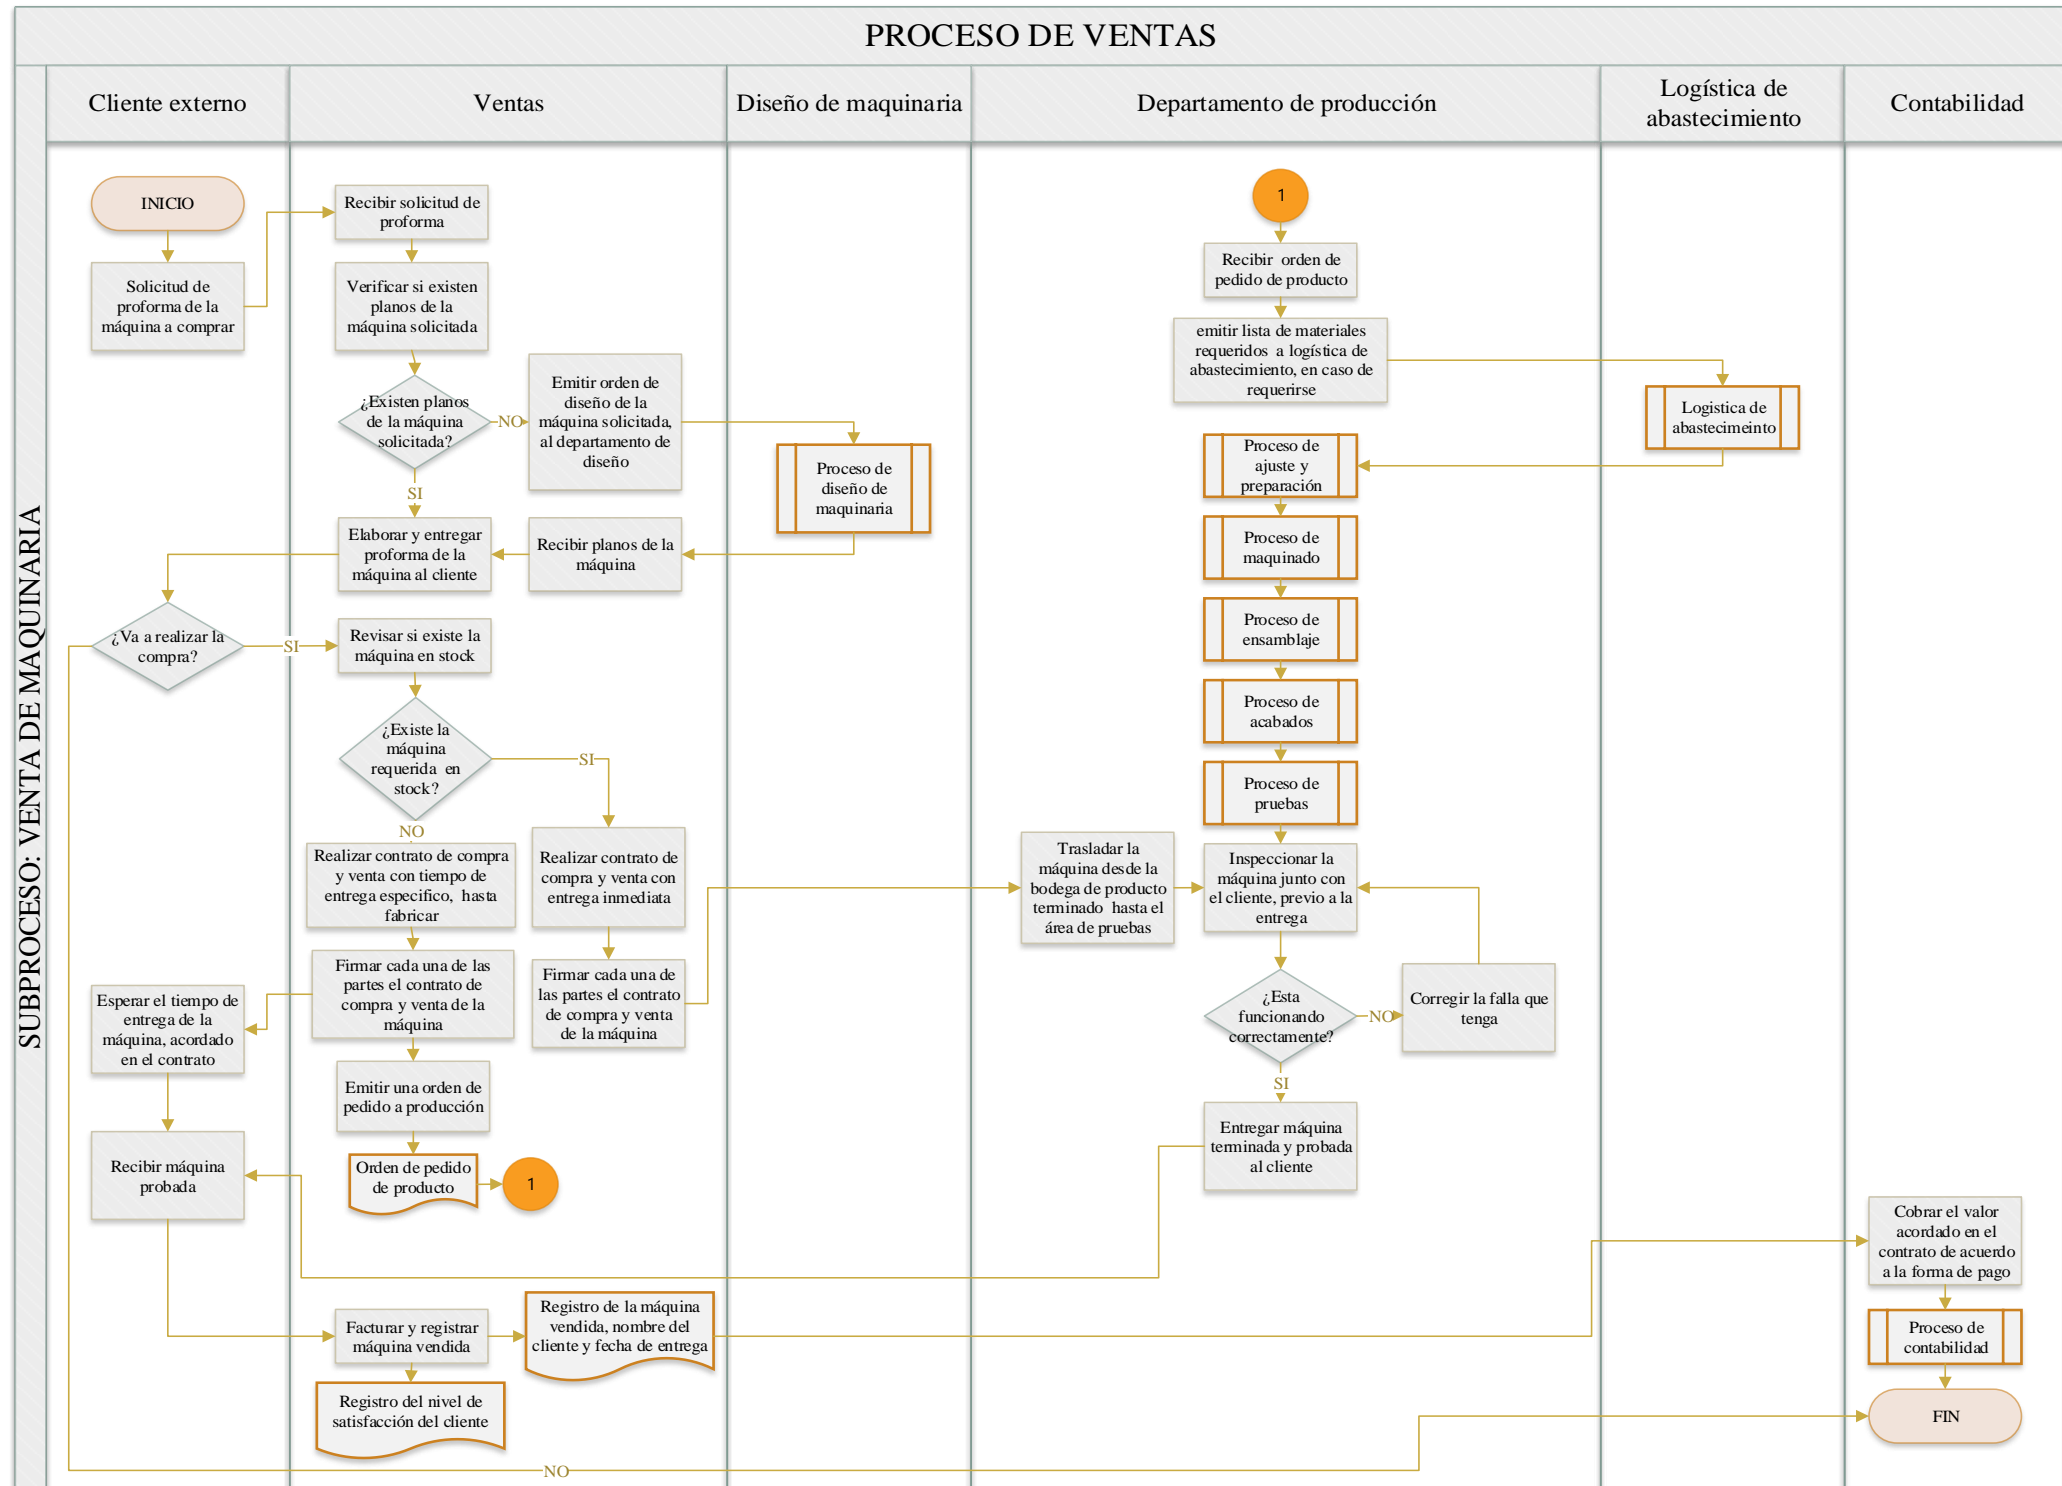 PROCESO DE VENTAS
SUBPROCESO: VENTA DE MAQUINARIA
Cliente externo
Ventas
Diseño de maquinaria
Departamento de producción
Logística de
abastecimiento
Contabilidad
INICIO
Solicitud de
proforma de la
máquina a comprar
Recibir solicitud de
proforma
Verificar si existen
planos de la
máquina solicitada
¿Existen planos
de la máquina
solicitada?
NO
SI
Emitir orden de
diseño de la
máquina solicitada,
al departamento de
diseño
Proceso de
diseño de
maquinaria
Recibir planos de la
máquina
Elaborar y entregar
proforma de la
máquina al cliente
¿Va a realizar la
compra?
SI
Revisar si existe la
máquina en stock
¿Existe la
máquina
requerida en
stock?
SI
NO
Realizar contrato de compra
y venta con tiempo de
entrega especifico, hasta
fabricar
Realizar contrato de
compra y venta con
entrega inmediata
Firmar cada una de las
partes el contrato de
compra y venta de la
máquina
Firmar cada una de
las partes el contrato
de compra y venta
de la máquina
Esperar el tiempo de
entrega de la
máquina, acordado
en el contrato
Emitir una orden de
pedido a producción
Orden de pedido
de producto
1
Recibir máquina
probada
Facturar y registrar
máquina vendida
Registro de la máquina
vendida, nombre del
cliente y fecha de entrega
Registro del nivel de
satisfacción del cliente
NO
1
Recibir orden de
pedido de producto
emitir lista de materiales
requeridos a logística de
abastecimiento, en caso de
requerirse
Logistica de
abastecimeinto
Proceso de
ajuste y
preparación
Proceso de
maquinado
Proceso de
ensamblaje
Proceso de
acabados
Proceso de
pruebas
Trasladar la
máquina desde la
bodega de producto
terminado hasta el
área de pruebas
Inspeccionar la
máquina junto con
el cliente, previo a la
entrega
¿Esta
funcionando
correctamente?
NO
Corregir la falla que
tenga
SI
Entregar máquina
terminada y probada
al cliente
Cobrar el valor
acordado en el
contrato de acuerdo
a la forma de pago
Proceso de
contabilidad
FIN